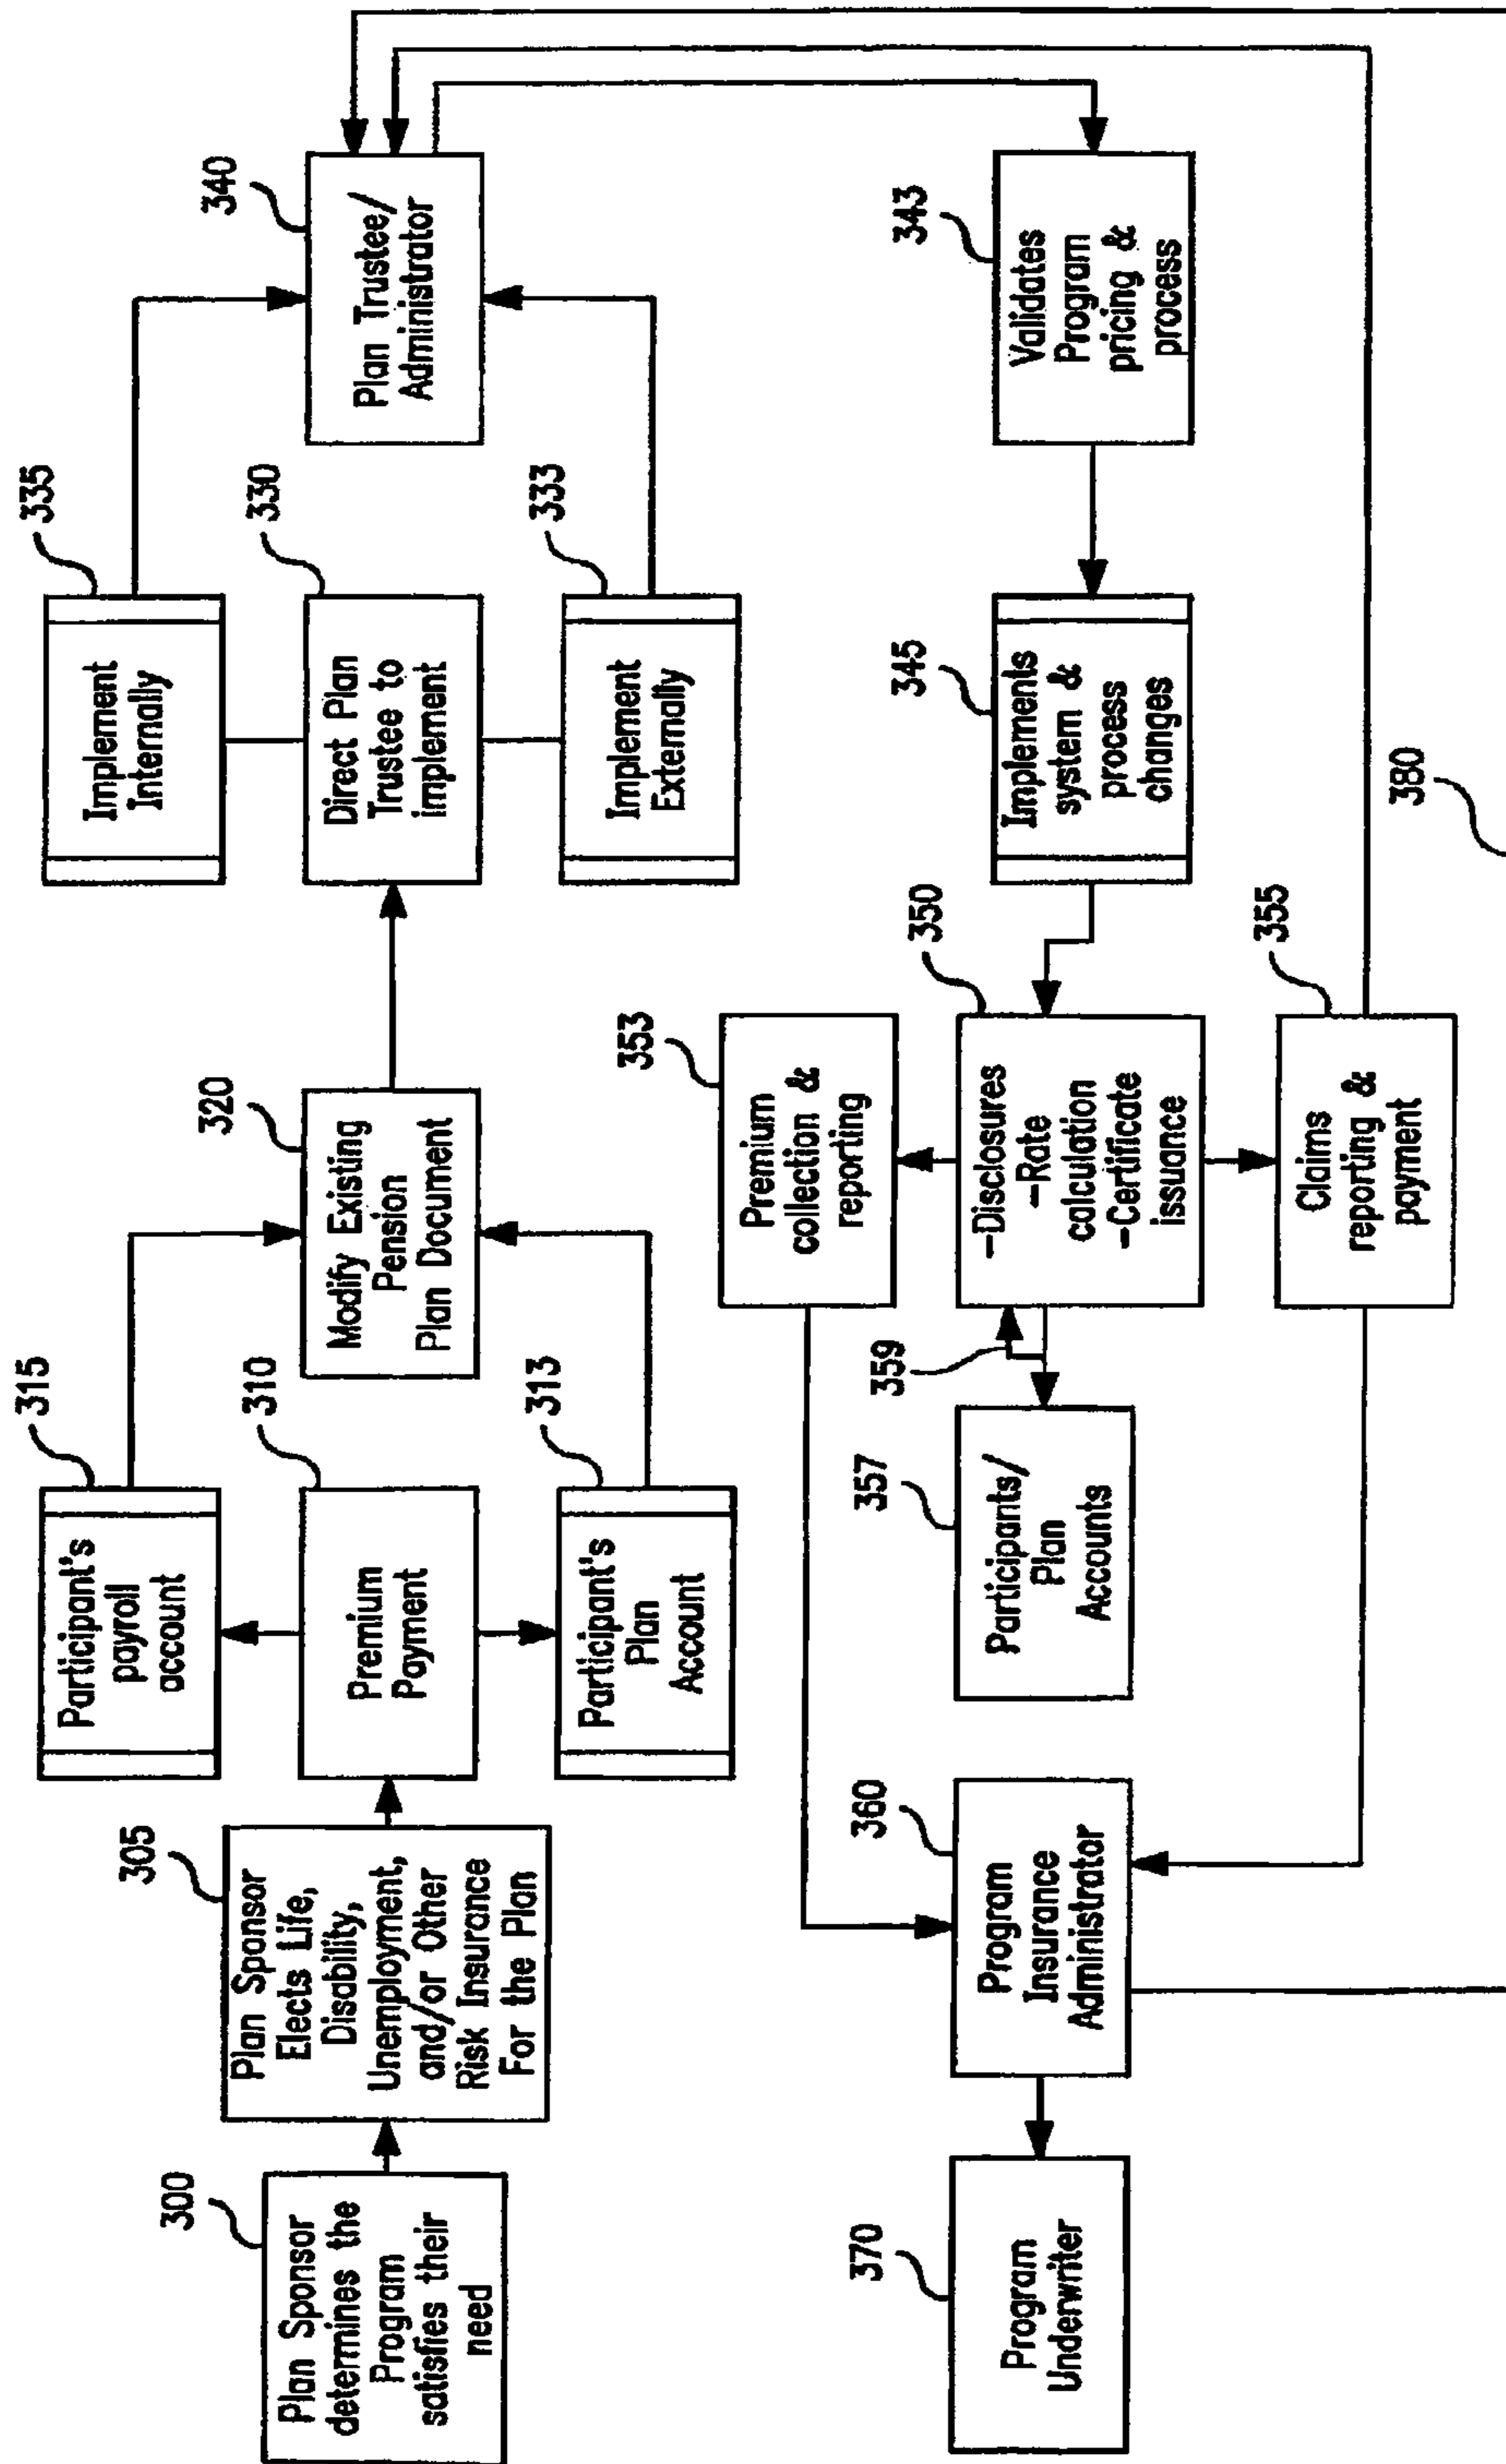 300
Plan Sponsor
determines the
Program
satisfies their
need
305
Plan Sponsor
Elects Life,
Disability,
Unemployment,
and/or Other
Risk Insurance
For the Plan
315
Participant's
payroll
account
310
Premium
Payment
313
Participant's
Plan
Account
320
Modify Existing
Pension
Plan Document
335
Implement
Internally
330
Direct Plan
Trustee to
implement
333
Implement
Externally
340
Plan Trustee/
Administrator
343
Validates
Program
pricing &
process
345
Implements
system &
process
changes
350
-Disclosures
-Rate
calculation
-Certificate
issuance
353
Premium
collection &
reporting
355
Claims
reporting &
payment
359
357
Participants/
Plan
Accounts
360
Program
Insurance
Administrator
370
Program
Underwriter
380